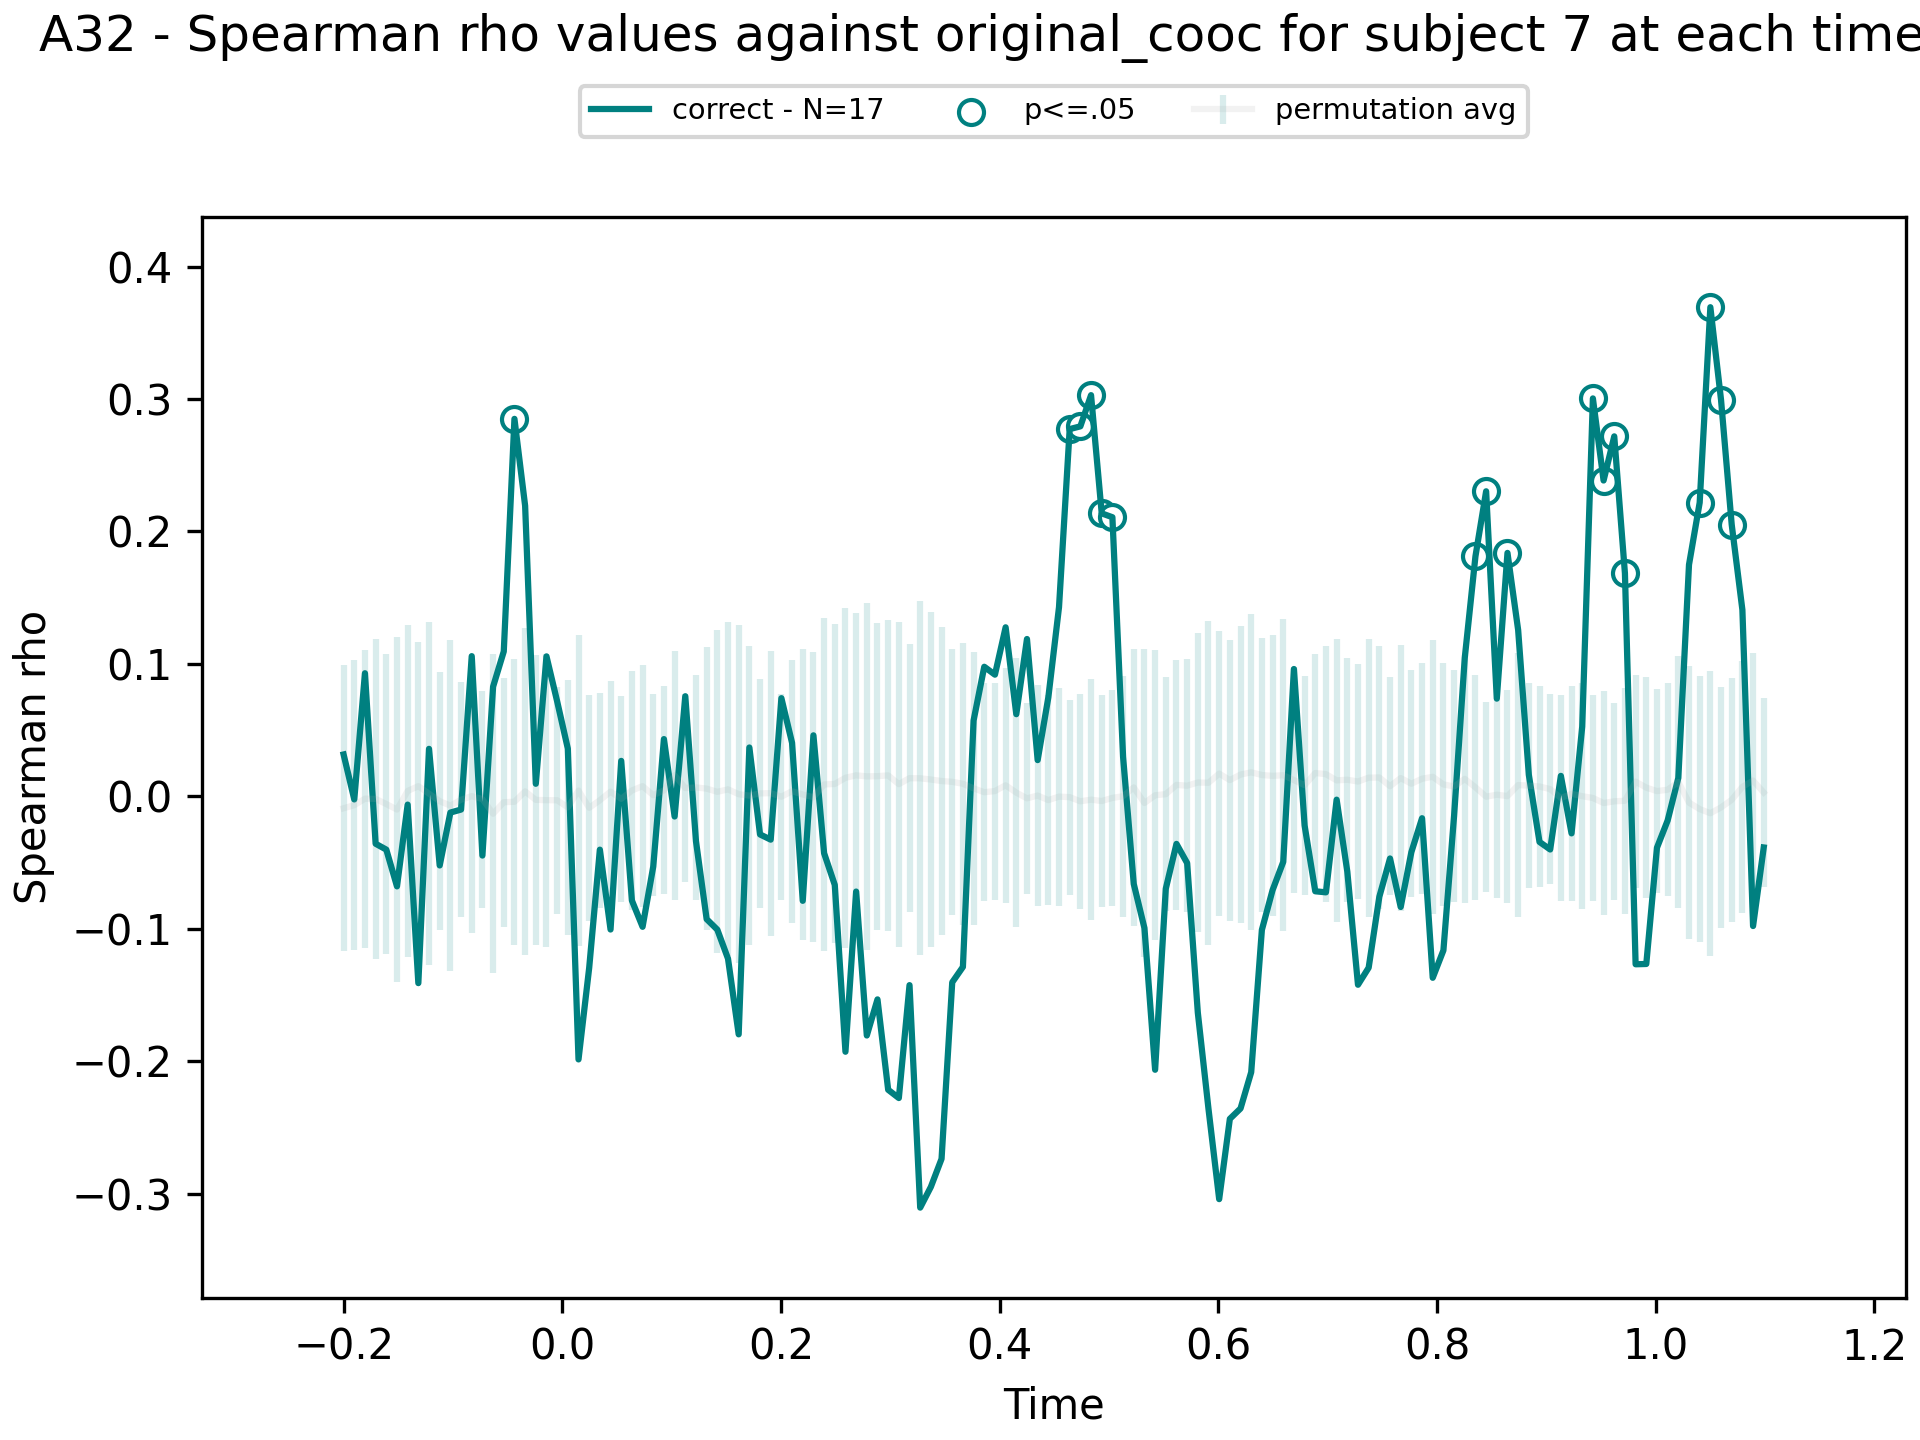 A32 - Spearman rho values against original_cooc for subject 7 at each time
correct - N=17 p<=.05 permutation avg
0.4
0.3
0.2
0.1
0.0
−0.1
−0.2
−0.3
Spearman rho
−0.2 0.0 0.2 0.4 0.6 0.8 1.0 1.2
Time